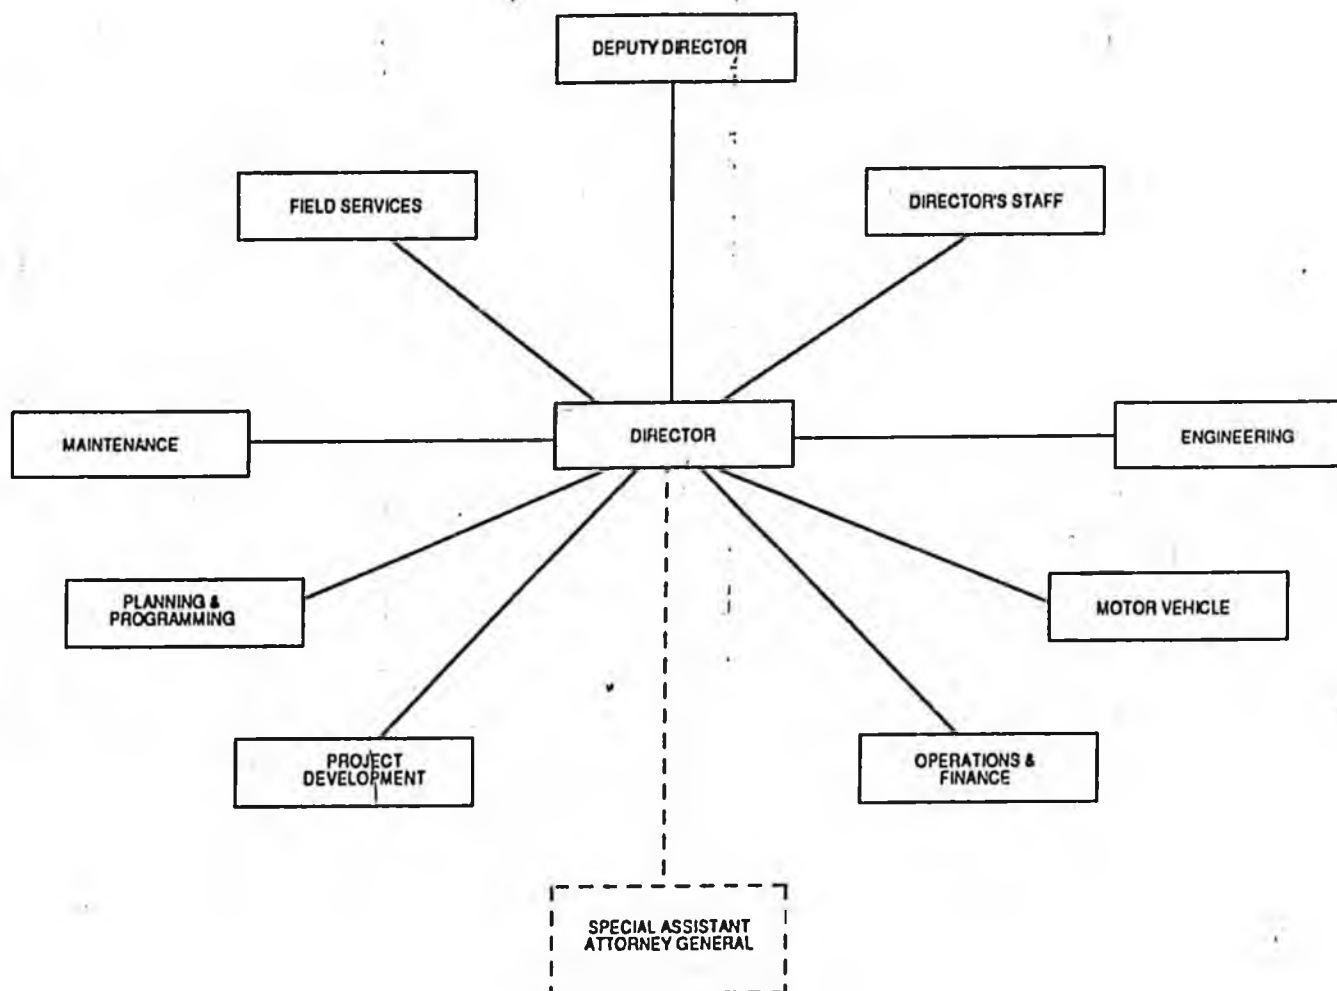 DEPUTY DIRECTOR
FIELD SERVICES
DIRECTOR'S STAFF
MAINTENANCE
DIRECTOR
ENGINEERING
PLANNING &
PROGRAMMING
MOTOR VEHICLE
PROJECT
DEVELOPMENT
OPERATIONS &
FINANCE
SPECIAL ASSISTANT
ATTORNEY GENERAL